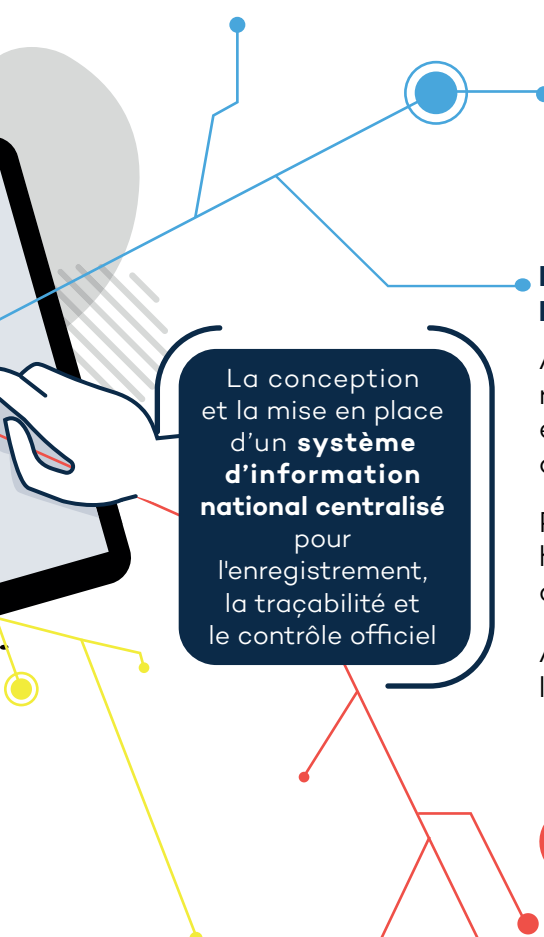 La conception
et la mise en place
d’un système
d’information
national centralisé
pour
l'enregistrement,
la traçabilité et
le contrôle officiel